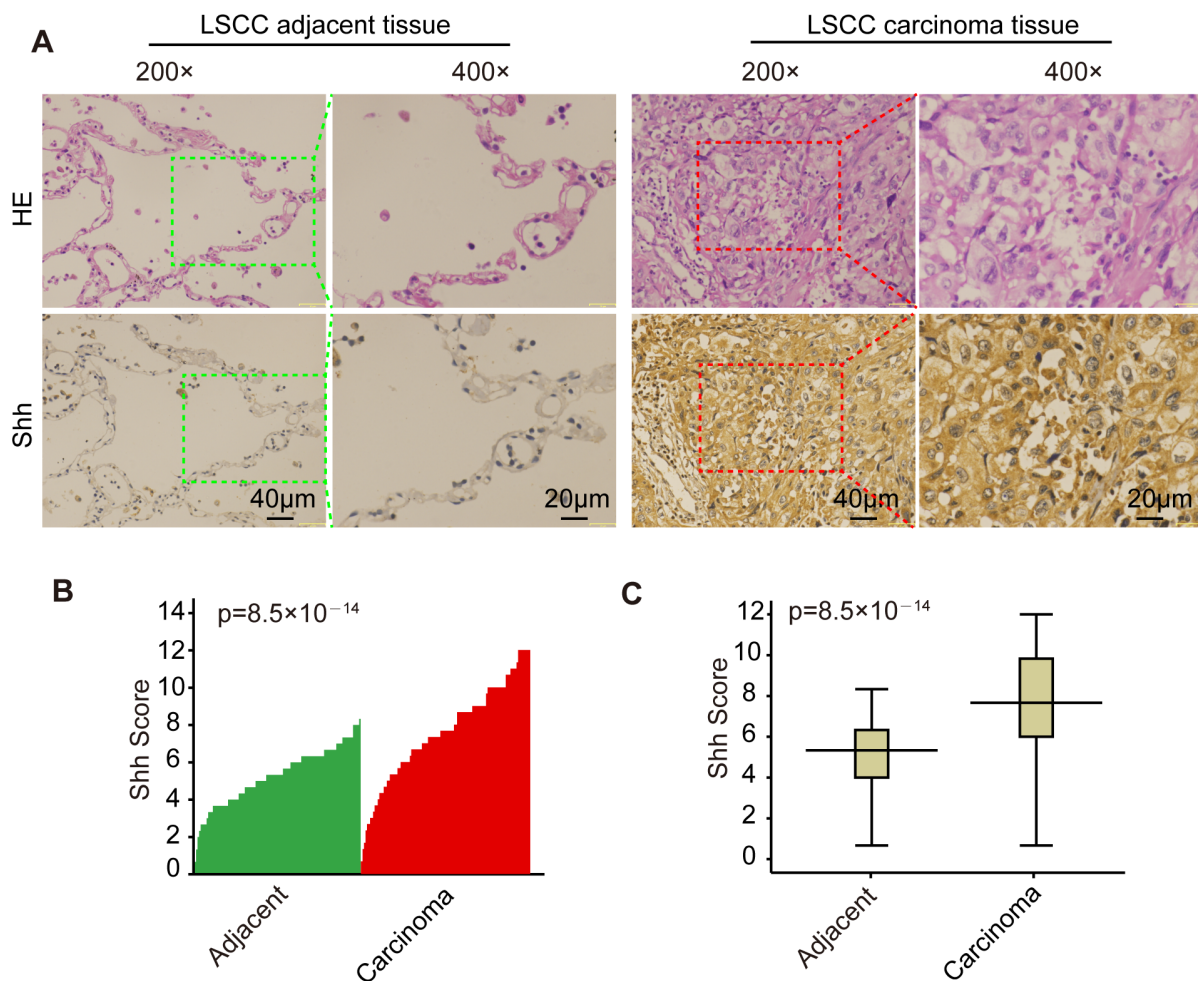 A
LSCC adjacent tissue
LSCC carcinoma tissue
200×
400×
200×
400×
HE
Shh
40μm
20μm
40μm
20μm
B
p=8.5×10⁻¹⁴
Shh Score
14
12
10
8
6
4
2
0
Adjacent
Carcinoma
C
p=8.5×10⁻¹⁴
Shh Score
12
10
8
6
4
2
0
Adjacent
Carcinoma